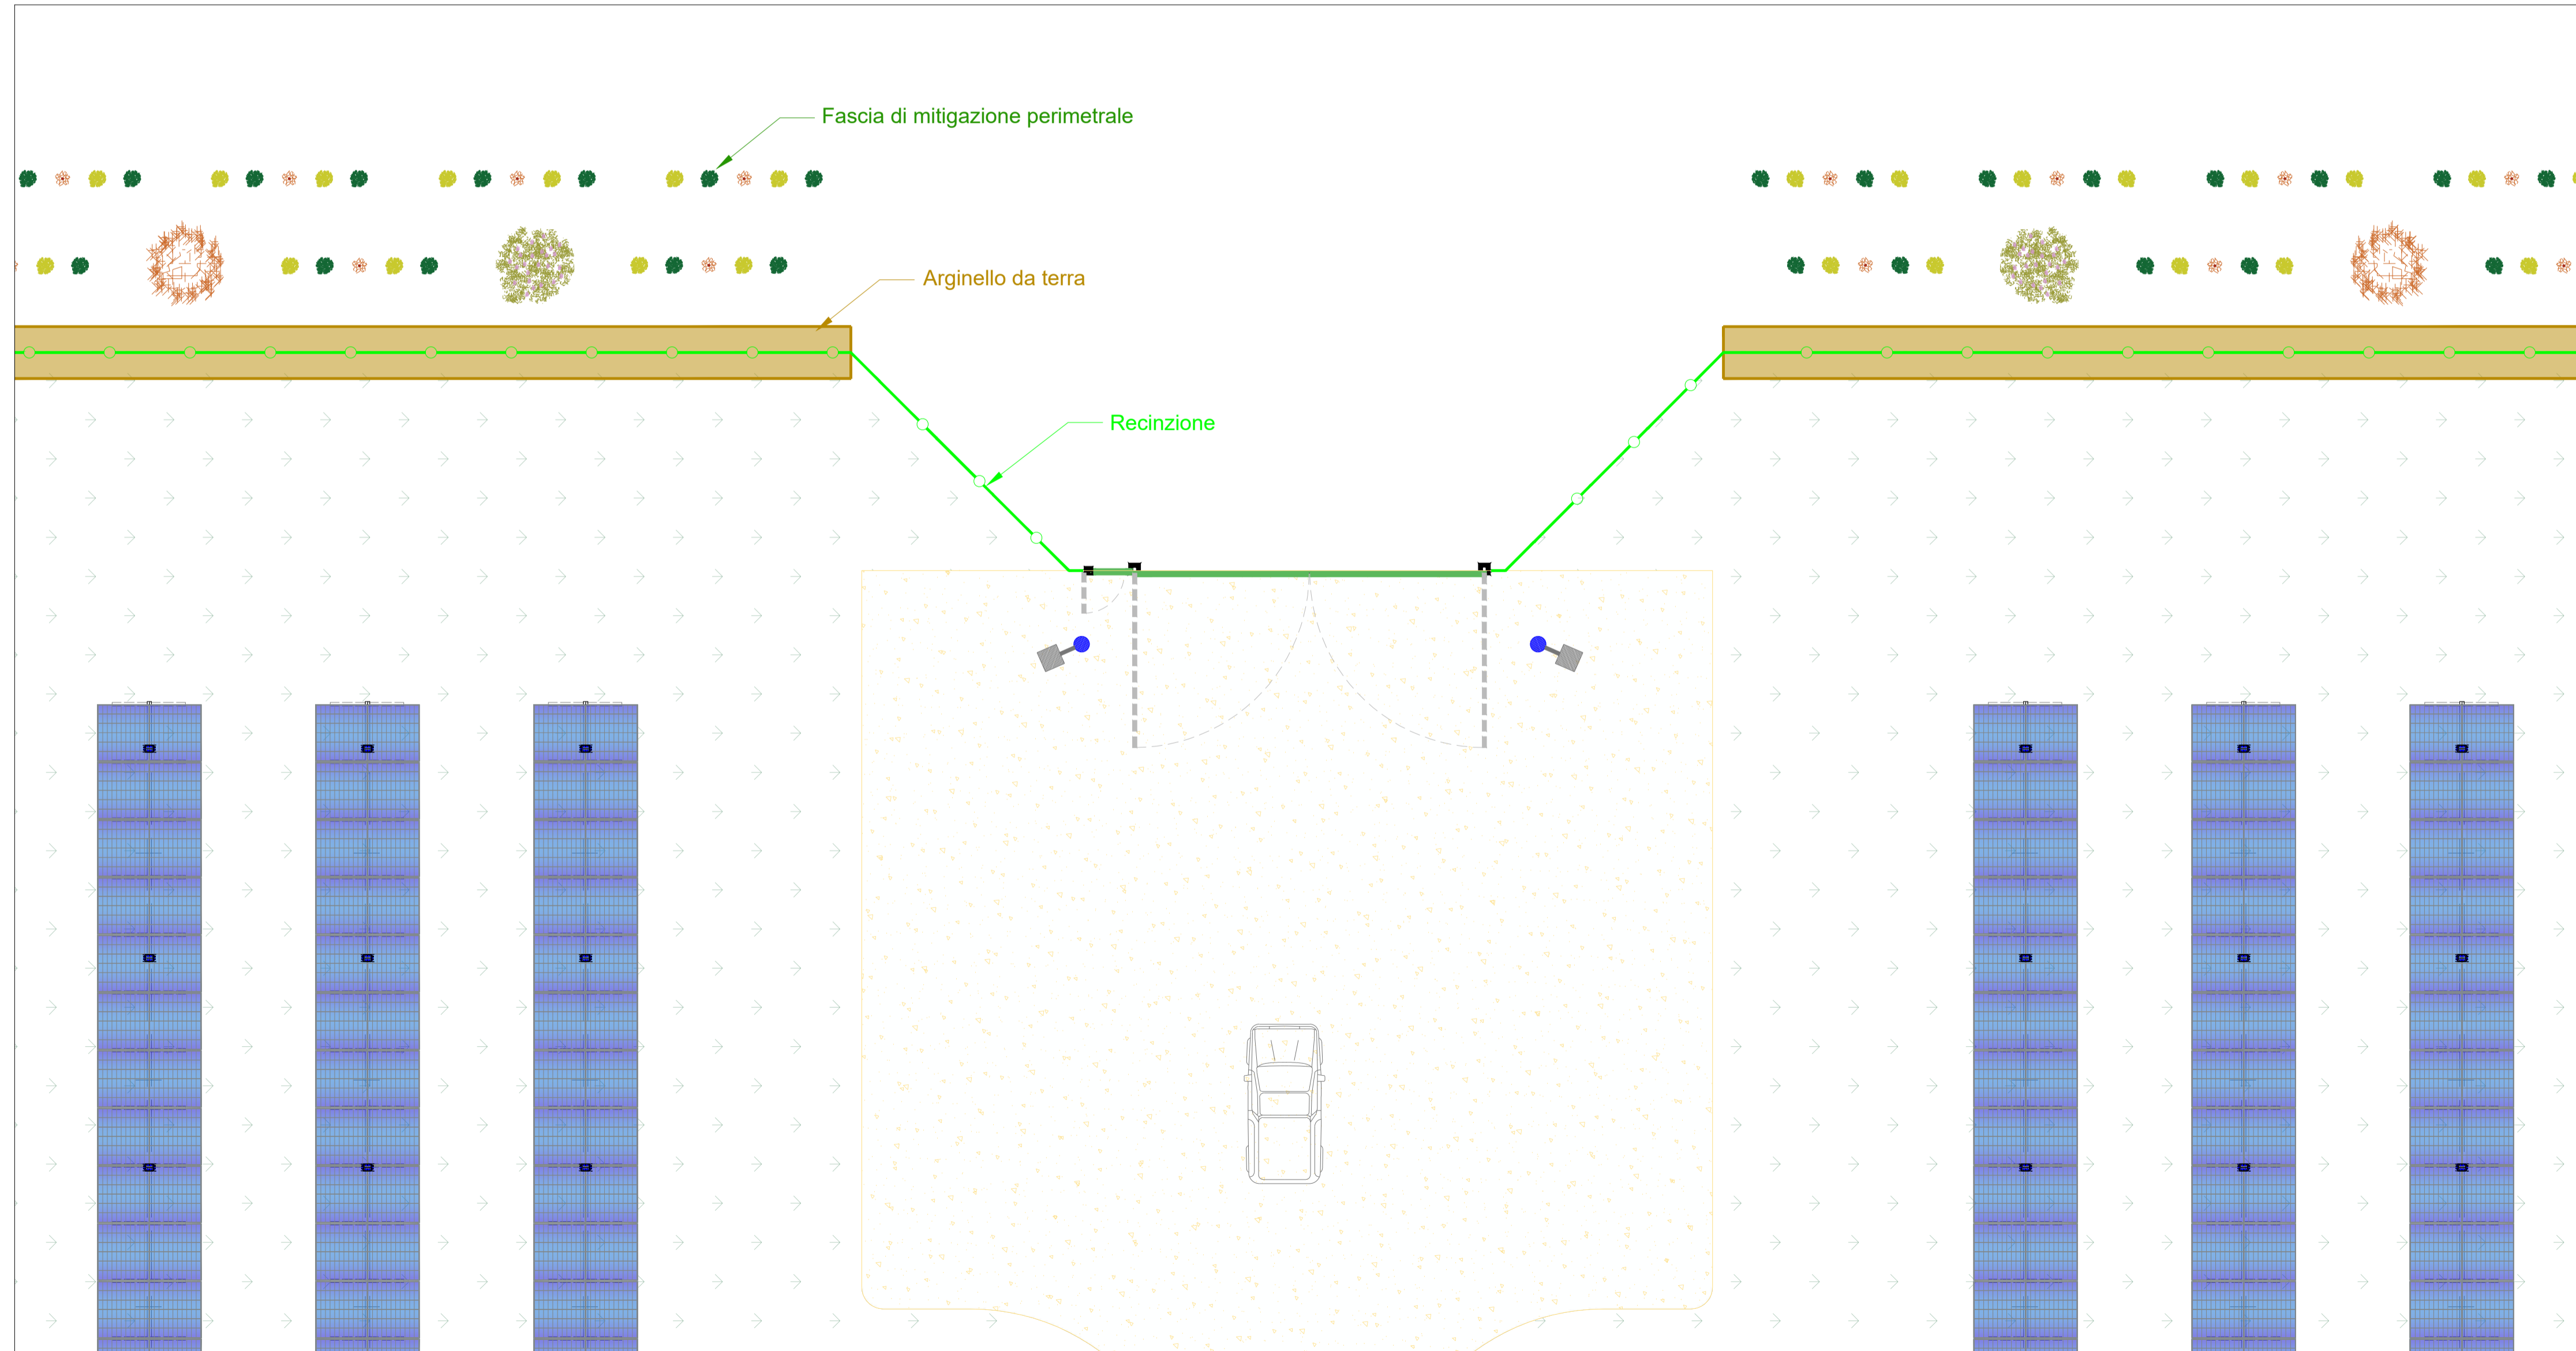 Fascia di mitigazione perimetrale
Arginello da terra
Recinzione